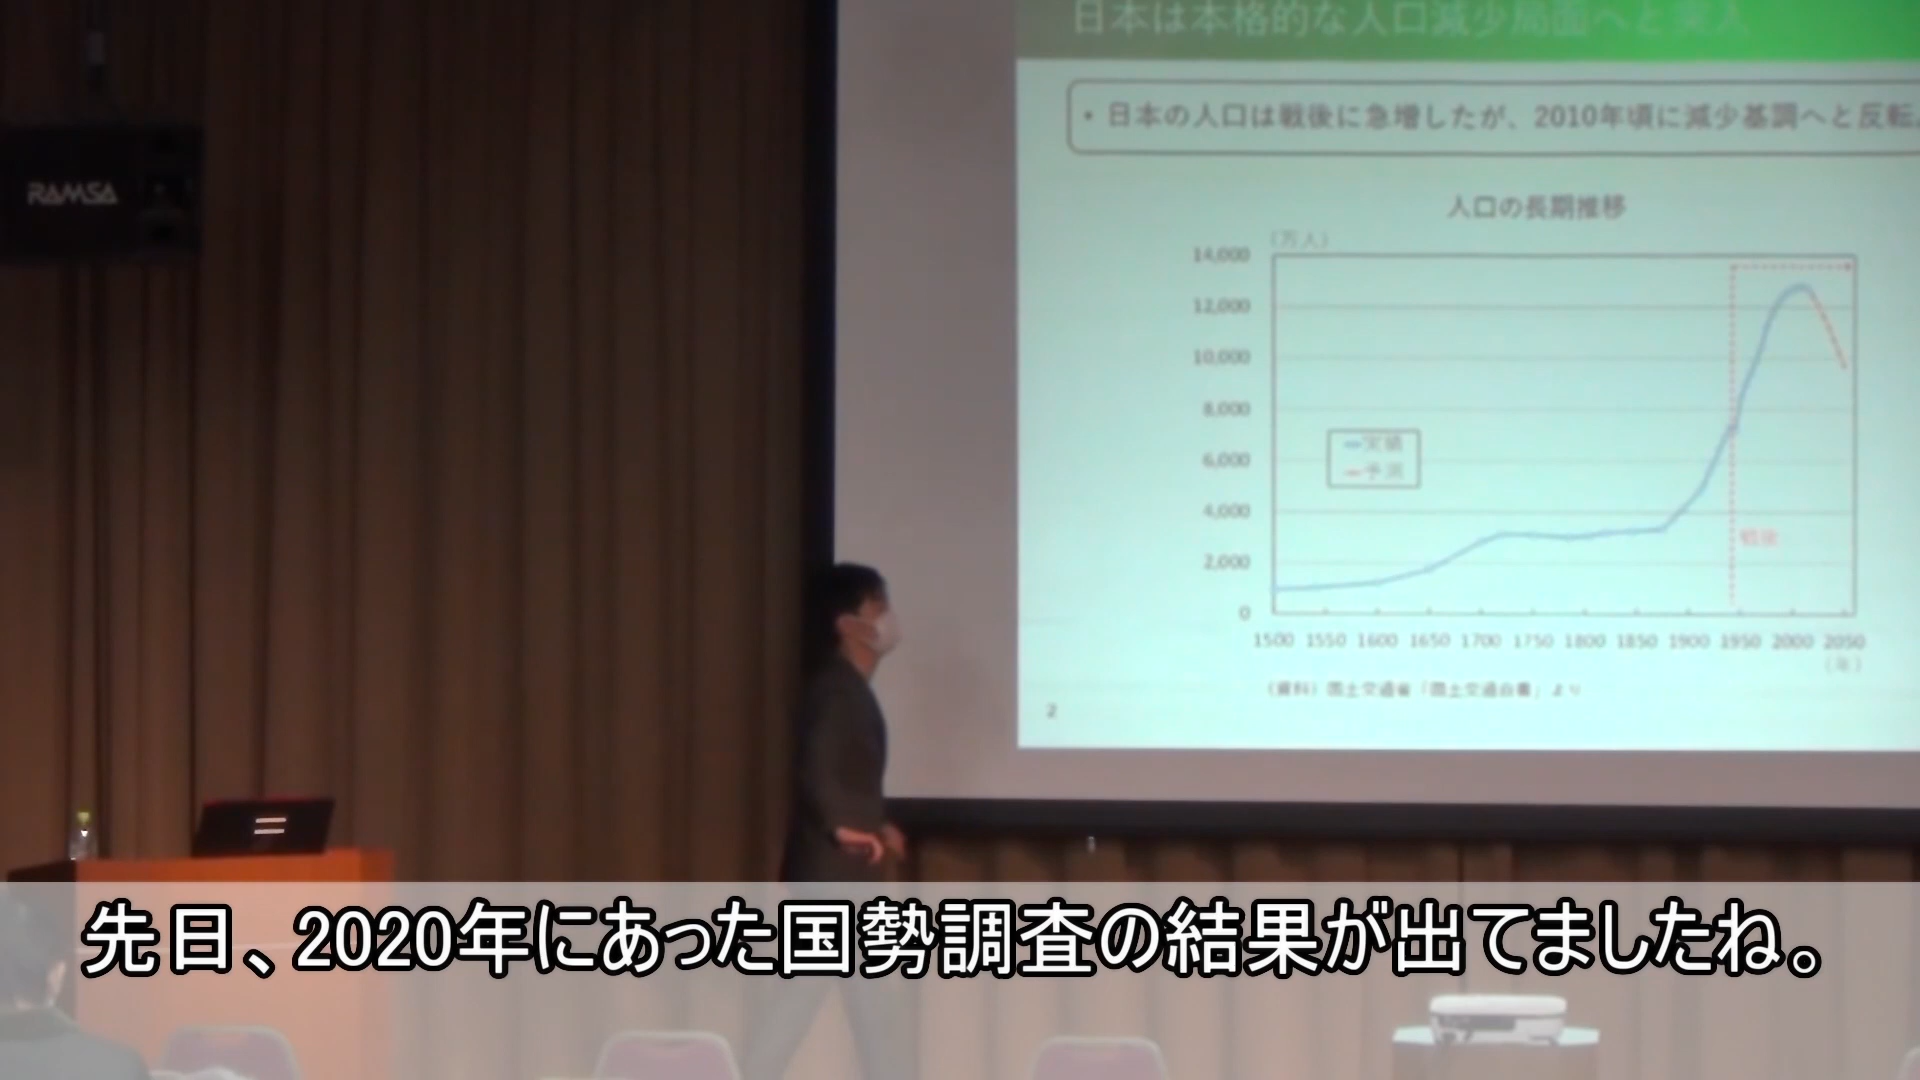 日本は本格的な人口減少局面へと突入
・日本の人口は戦後に急増したが、2010年頃に減少基調へと反転
人口の長期推移
(万人)
14,000
12,000
10,000
8,000
6,000
4,000
2,000
0
実績
予測
戦後
1500 1550 1600 1650 1700 1750 1800 1850 1900 1950 2000 2050
(年)
(資料)国土交通省「国土交通白書」より
2
RAMSA
先日、2020年にあった国勢調査の結果が出てましたね。